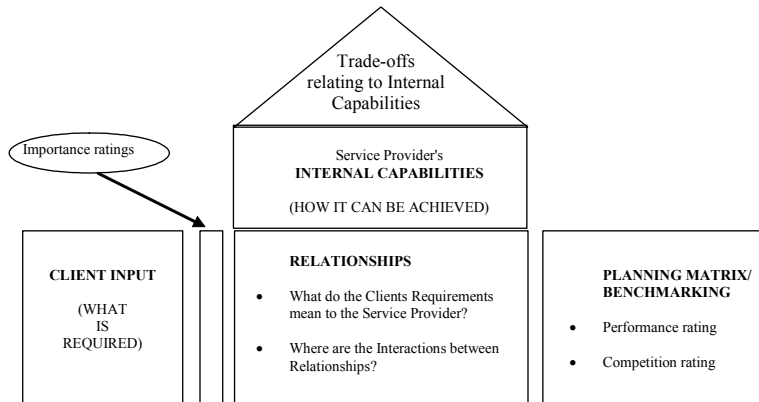 Trade-offs
relating to Internal
Capabilities
Importance ratings
Service Provider's
INTERNAL CAPABILITIES
(HOW IT CAN BE ACHIEVED)
CLIENT INPUT
(WHAT
IS
REQUIRED)
RELATIONSHIPS
• What do the Clients Requirements
mean to the Service Provider?
• Where are the Interactions between
Relationships?
PLANNING MATRIX/
BENCHMARKING
• Performance rating
• Competition rating